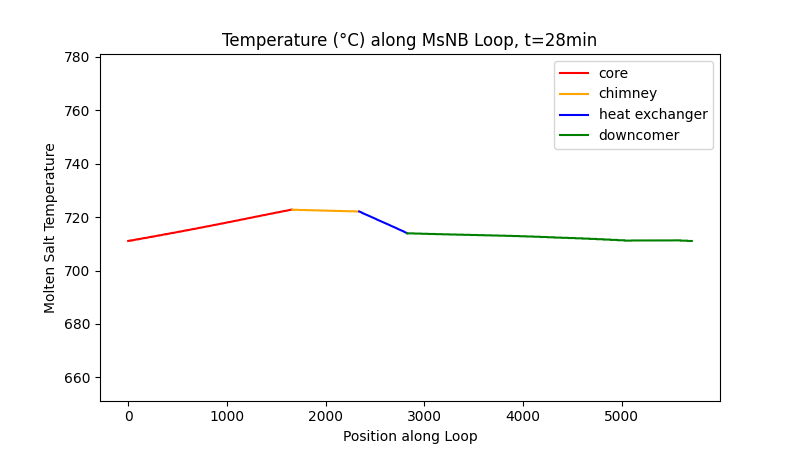 Temperature (°C) along MsNB Loop, t=28min
780
760
740
720
700
680
660
Molten Salt Temperature
core
chimney
heat exchanger
downcomer
0 1000 2000 3000 4000 5000
Position along Loop